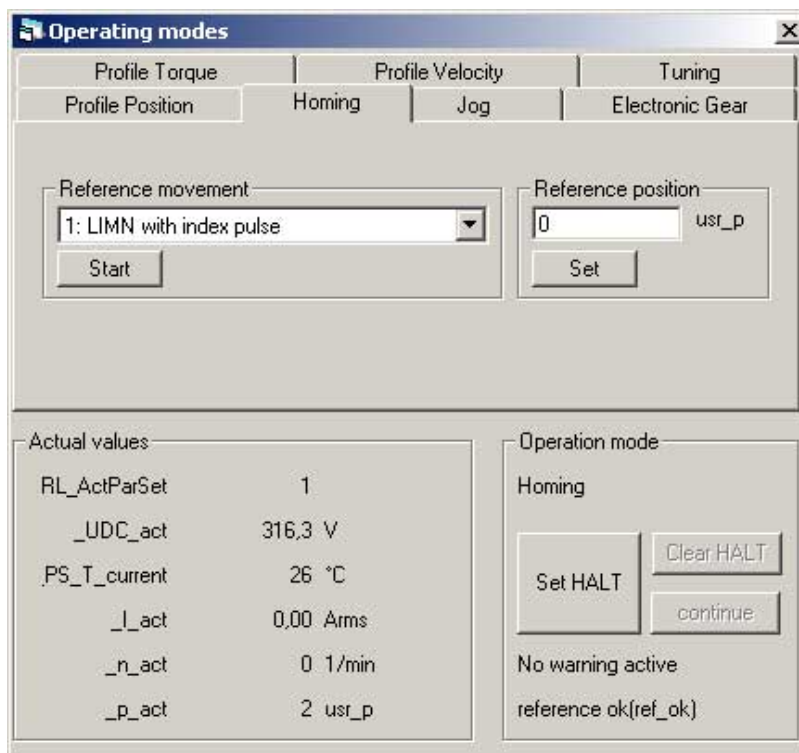 Operating modes
Profile Torque
Profile Velocity
Tuning
Profile Position
Homing
Jog
Electronic Gear
Reference movement
1: LIMN with index pulse
Start
Reference position
0 usr_p
Set
Actual values
RL_ActParSet 1
_UDC_act 316,3 V
PS_T_current 26 °C
_I_act 0,00 Arms
_n_act 0 1/min
_p_act 2 usr_p
Operation mode
Homing
Set HALT
Clear HALT
continue
No warning active
reference ok(ref_ok)